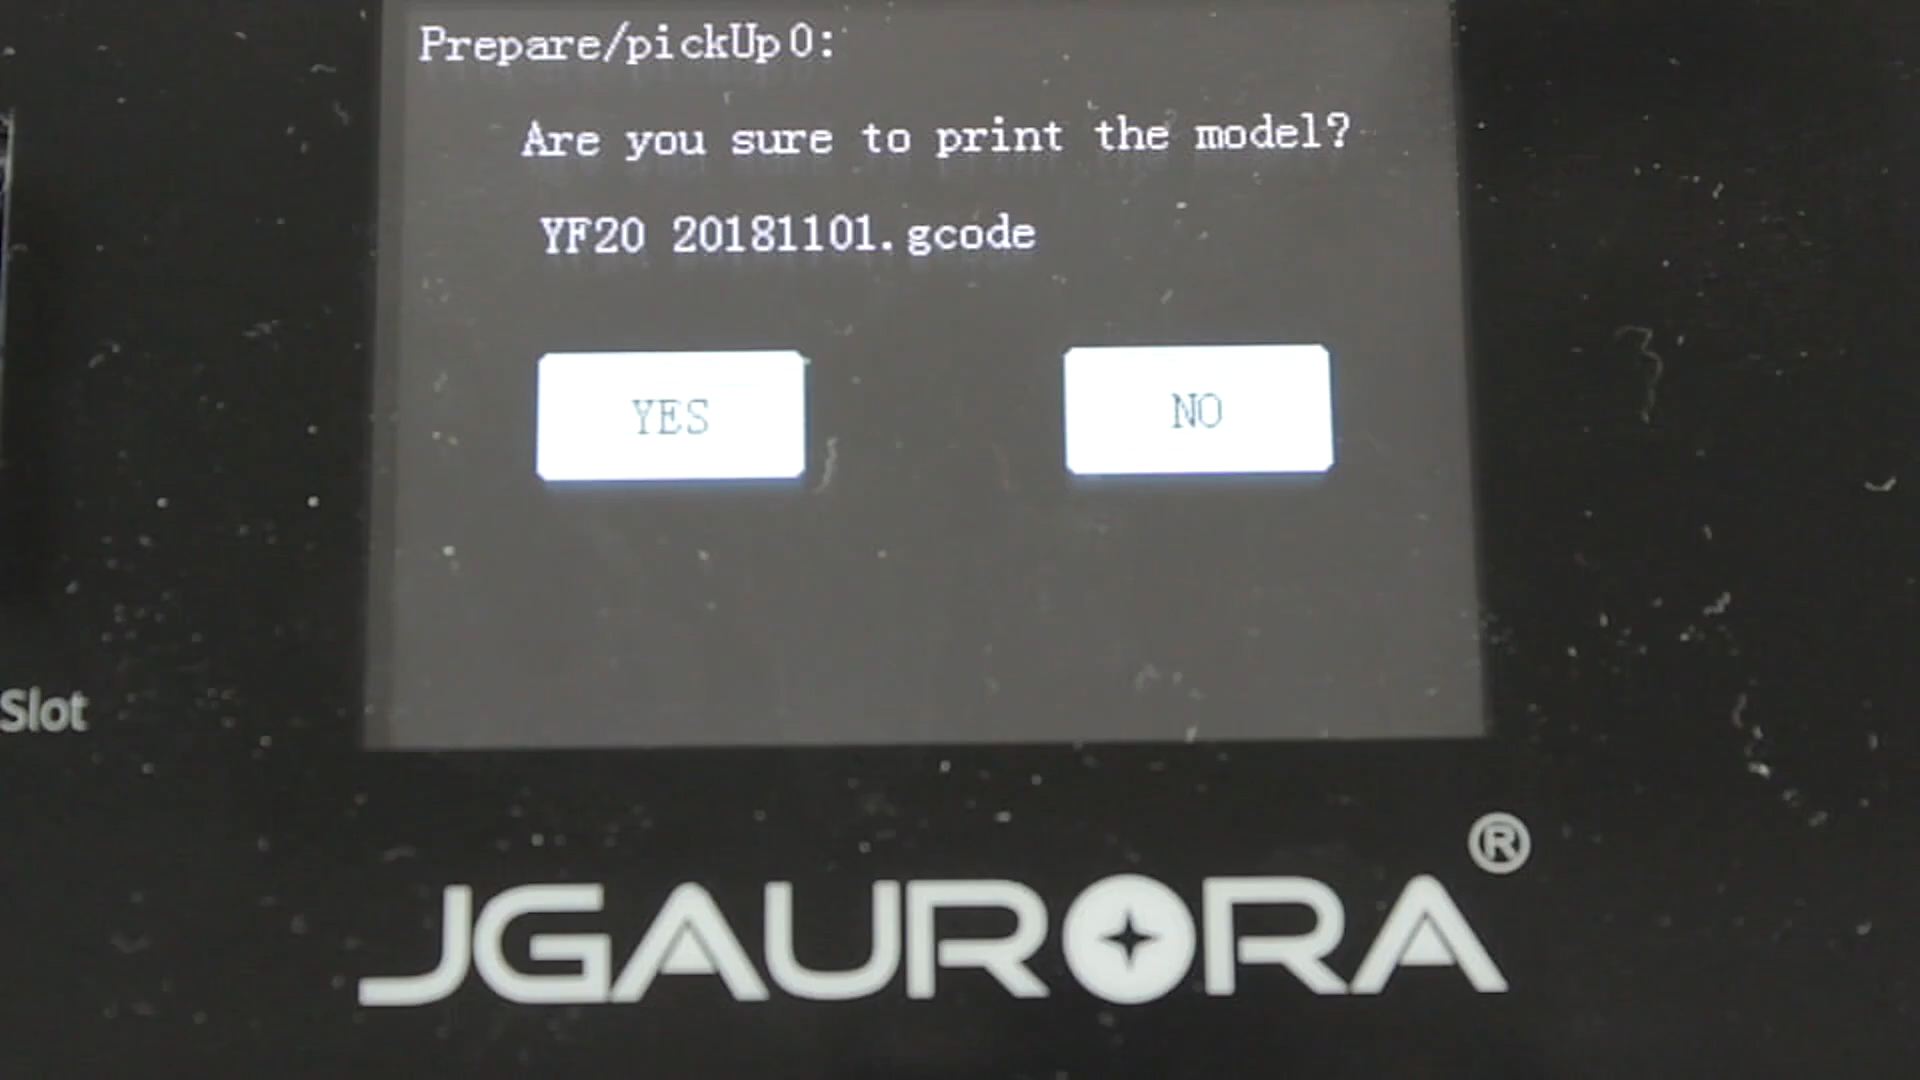 Prepare/pickUp0:
Are you sure to print the model?
YF20 20181101.gcode
YES
NO
Slot
JGAURORA®